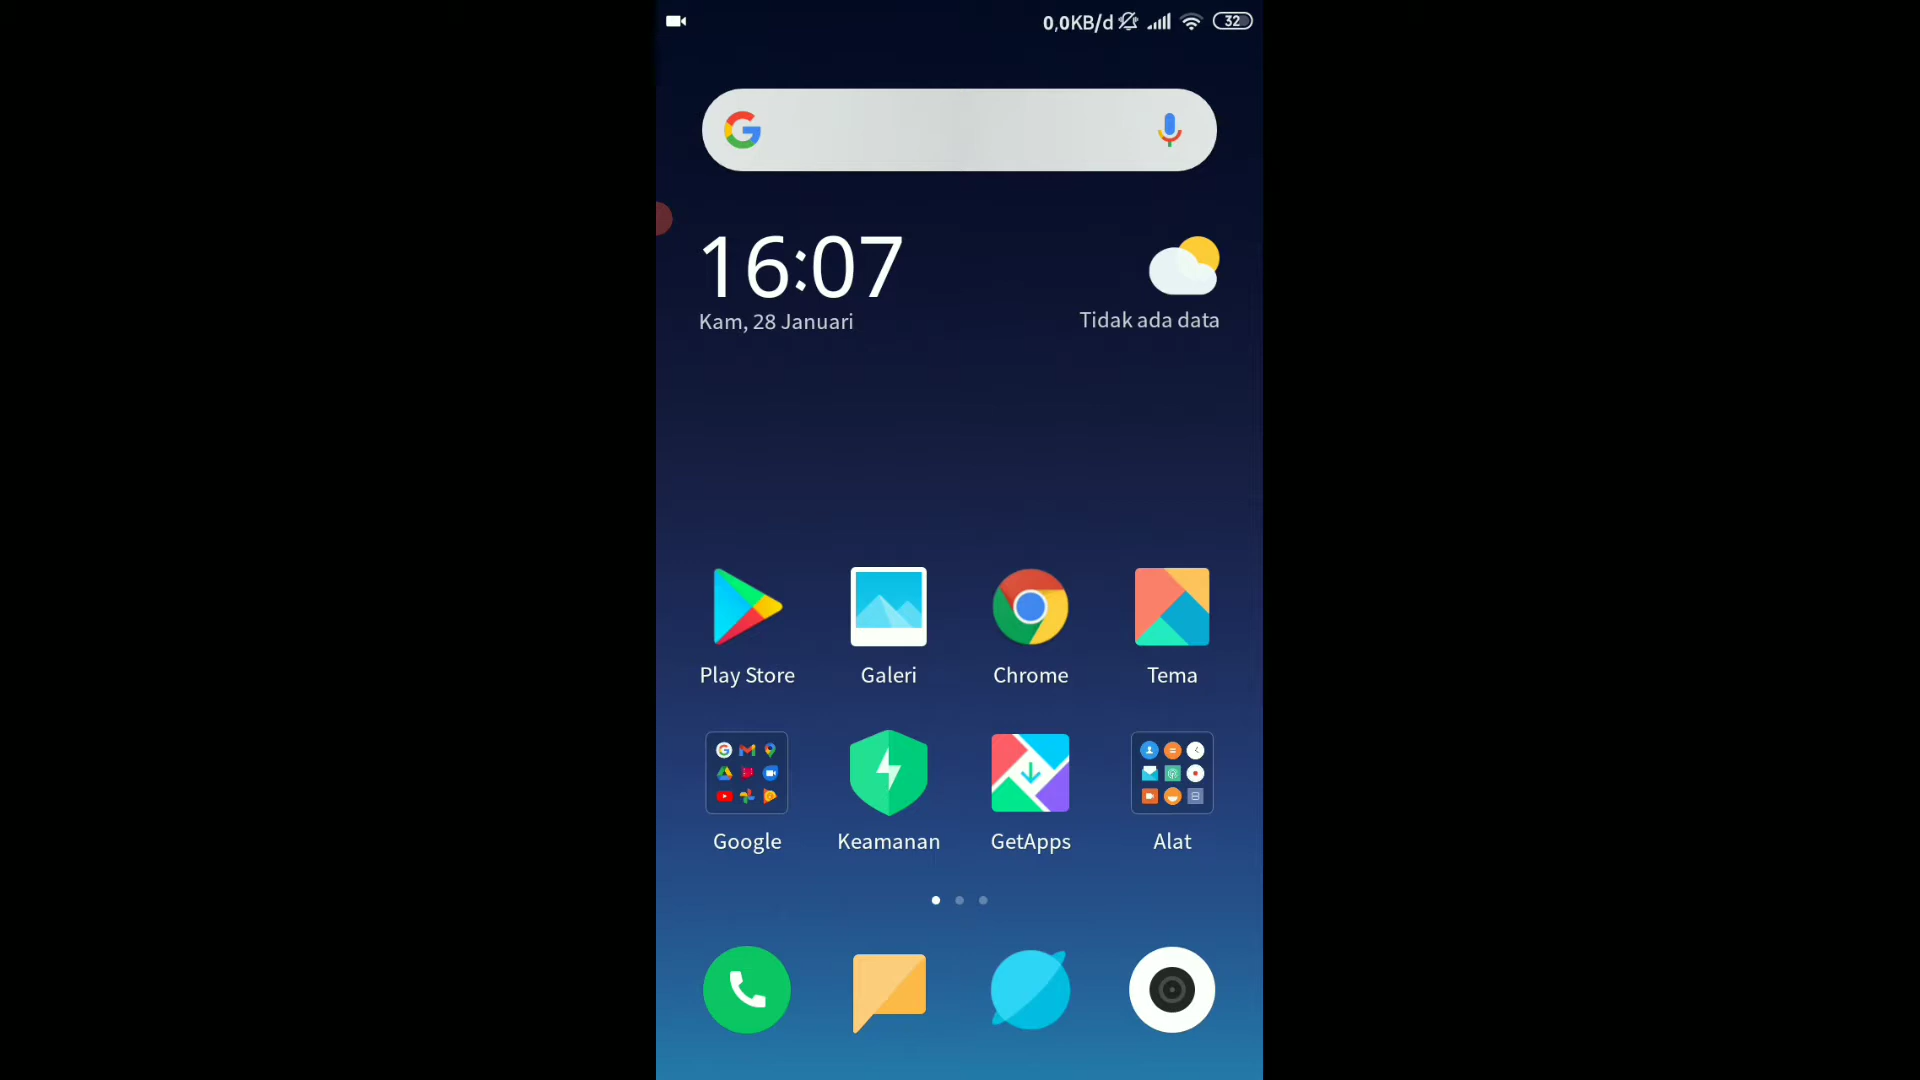 0,0KB/d 32
16:07
Kam, 28 Januari
Tidak ada data
Play Store Galeri Chrome Tema
Google Keamanan GetApps Alat